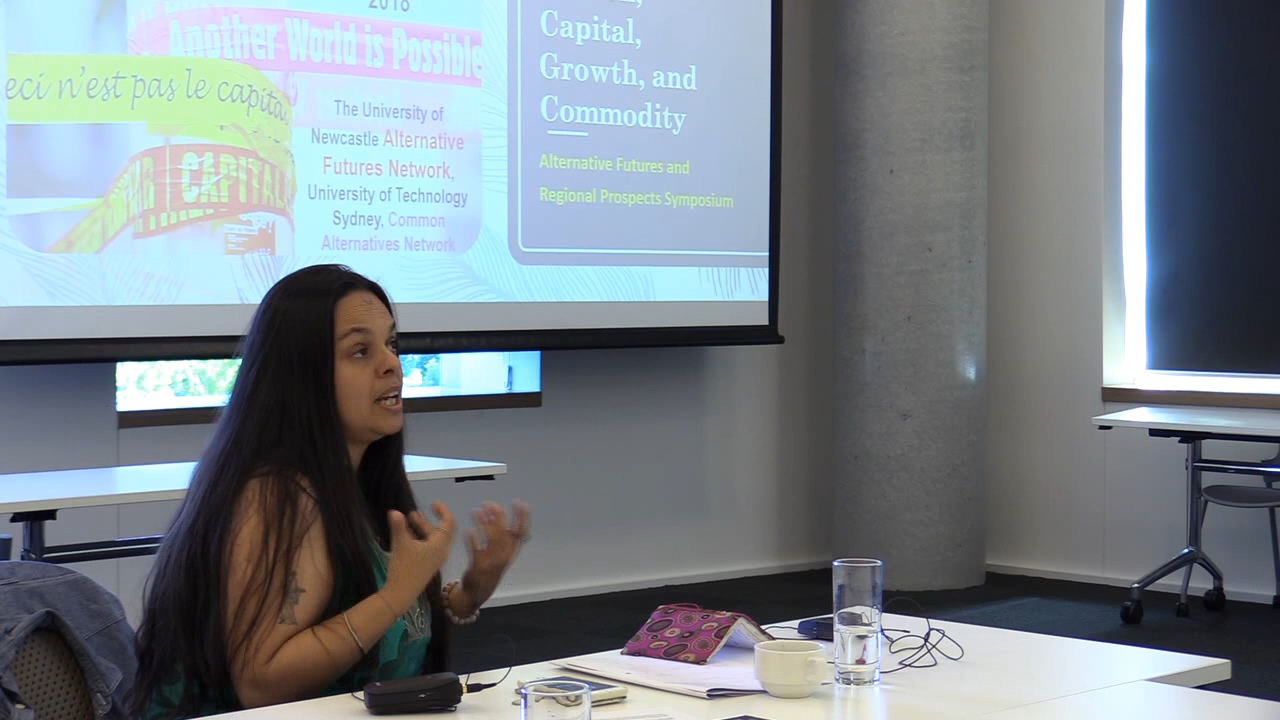 2018
Another World is Possible
eci n'est pas le capita
CAPITAL
The University of
Newcastle Alternative
Futures Network,
University of Technology
Sydney, Common
Alternatives Network
Capital,
Growth, and
Commodity
Alternative Futures and
Regional Prospects Symposium